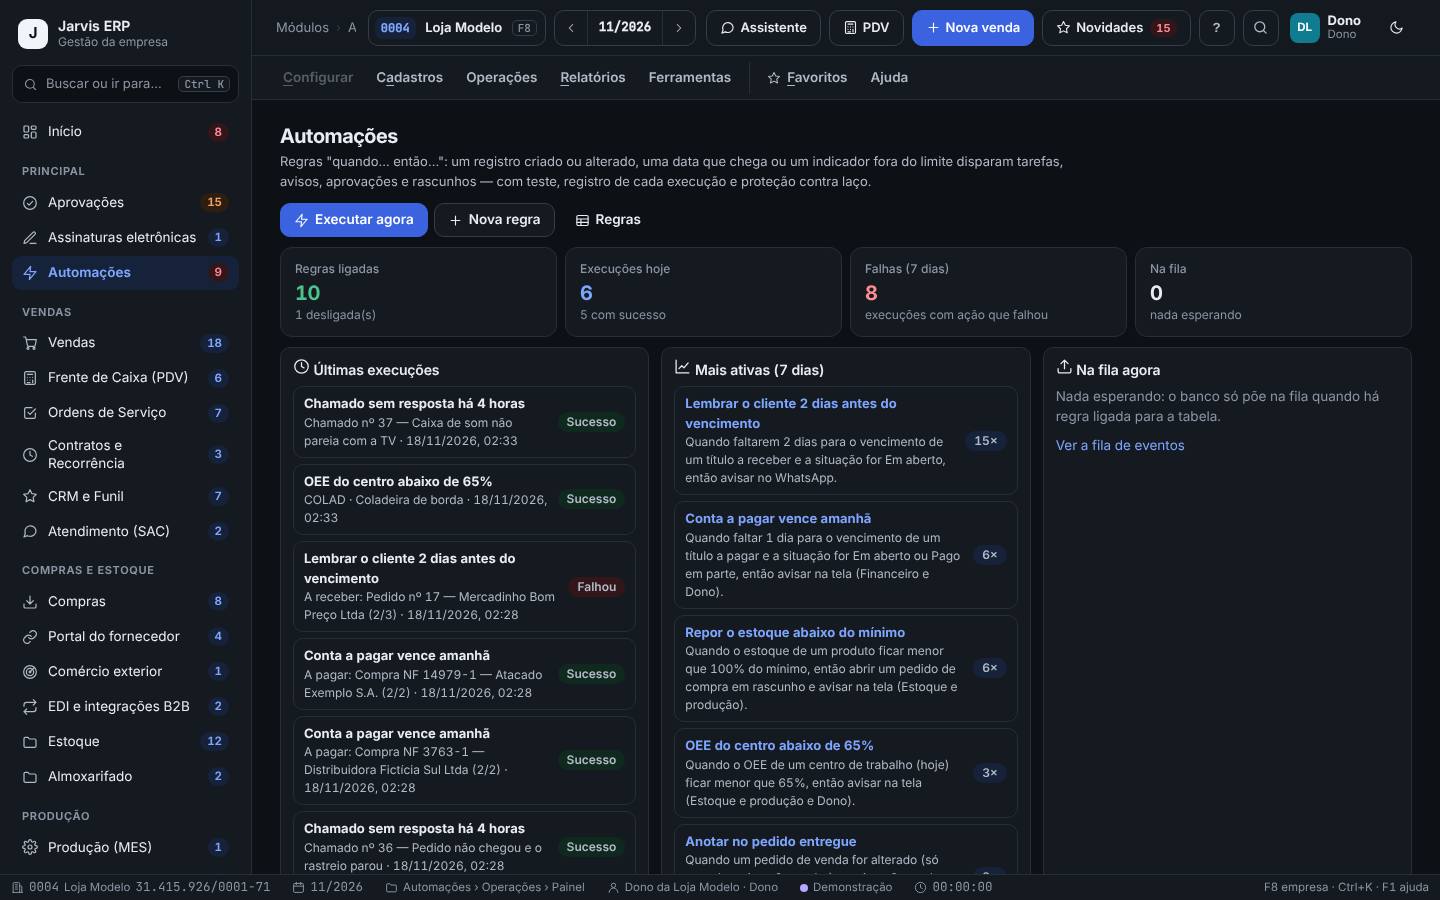 J
Jarvis ERP
Gestão da empresa
Buscar ou ir para...
Ctrl K
Início
8
PRINCIPAL
Aprovações
15
Assinaturas eletrônicas
1
Automações
9
VENDAS
Vendas
18
Frente de Caixa (PDV)
6
Ordens de Serviço
7
Contratos e
Recorrência
3
CRM e Funil
7
Atendimento (SAC)
2
COMPRAS E ESTOQUE
Compras
8
Portal do fornecedor
4
Comércio exterior
1
EDI e integrações B2B
2
Estoque
12
Almoxarifado
2
PRODUÇÃO
Produção (MES)
1
Módulos › A
0004 Loja Modelo F8
11/2026
Assistente
PDV
Nova venda
Novidades 15
?
DL
Dono
Dono
Configurar
Cadastros
Operações
Relatórios
Ferramentas
Favoritos
Ajuda
Automações
Regras "quando... então...": um registro criado ou alterado, uma data que chega ou um indicador fora do limite disparam tarefas,
avisos, aprovações e rascunhos — com teste, registro de cada execução e proteção contra laço.
Executar agora
Nova regra
Regras
Regras ligadas
10
1 desligada(s)
Execuções hoje
6
5 com sucesso
Falhas (7 dias)
8
execuções com ação que falhou
Na fila
0
nada esperando
Últimas execuções
Chamado sem resposta há 4 horas
Chamado nº 37 — Caixa de som não
pareia com a TV · 18/11/2026, 02:33
Sucesso
OEE do centro abaixo de 65%
COLAD · Coladeira de borda · 18/11/2026,
02:33
Sucesso
Lembrar o cliente 2 dias antes do
vencimento
A receber: Pedido nº 17 — Mercadinho Bom
Preço Ltda (2/3) · 18/11/2026, 02:28
Falhou
Conta a pagar vence amanhã
A pagar: Compra NF 14979-1 — Atacado
Exemplo S.A. (2/2) · 18/11/2026, 02:28
Sucesso
Conta a pagar vence amanhã
A pagar: Compra NF 3763-1 —
Distribuidora Fictícia Sul Ltda (2/2) ·
18/11/2026, 02:28
Sucesso
Chamado sem resposta há 4 horas
Chamado nº 36 — Pedido não chegou e o
rastreio parou · 18/11/2026, 02:28
Sucesso
Mais ativas (7 dias)
Lembrar o cliente 2 dias antes do
vencimento
Quando faltarem 2 dias para o vencimento de
um título a receber e a situação for Em aberto,
então avisar no WhatsApp.
15×
Conta a pagar vence amanhã
Quando faltar 1 dia para o vencimento de um
título a pagar e a situação for Em aberto ou Pago
em parte, então avisar na tela (Financeiro e
Dono).
6×
Repor o estoque abaixo do mínimo
Quando o estoque de um produto ficar menor
que 100% do mínimo, então abrir um pedido de
compra em rascunho e avisar na tela (Estoque e
produção).
6×
OEE do centro abaixo de 65%
Quando o OEE de um centro de trabalho (hoje)
ficar menor que 65%, então avisar na tela
(Estoque e produção e Dono).
3×
Anotar no pedido entregue
Quando um pedido de venda for alterado (só
Na fila agora
Nada esperando: o banco só põe na fila quando há
regra ligada para a tabela.
Ver a fila de eventos
0004 Loja Modelo 31.415.926/0001-71
11/2026
Automações › Operações › Painel
Dono da Loja Modelo · Dono
Demonstração
00:00:00
F8 empresa · Ctrl+K · F1 ajuda